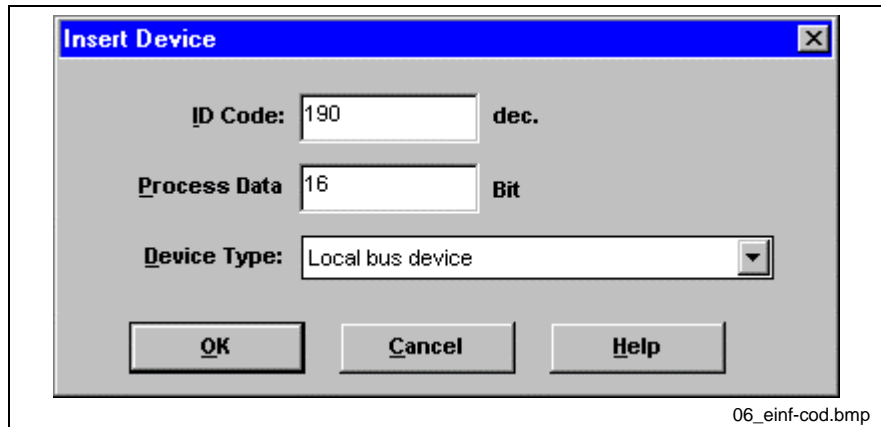 Insert Device
ID Code: 190 dec.
Process Data 16 Bit
Device Type: Local bus device
OK Cancel Help
06_einf-cod.bmp